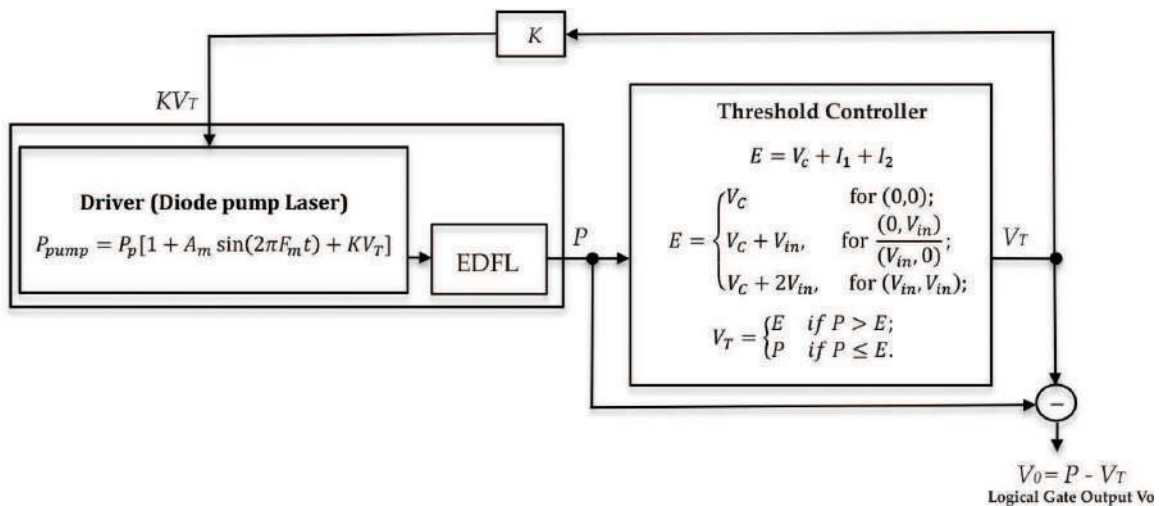 K
KV_T
Threshold Controller
E = V_c + I_1 + I_2
Driver (Diode pump Laser)
P_pump = P_p[1 + A_m sin(2πF_m t) + KV_T]
EDFL
P
E = { V_C for (0,0);
V_C + V_in, for (0, V_in) / (V_in, 0);
V_C + 2V_in, for (V_in, V_in);
V_T
V_T = { E if P > E;
P if P ≤ E.
−
V_0 = P - V_T
Logical Gate Output Vo